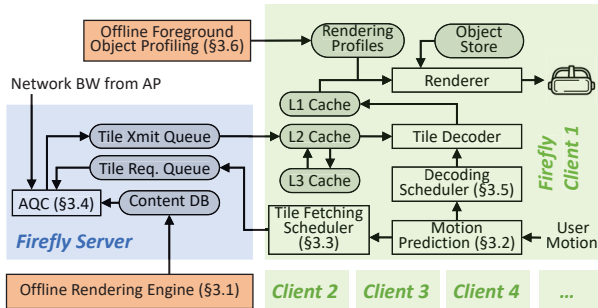 Offline Foreground
Object Profiling (§3.6)
Rendering
Profiles
Object
Store
Renderer
Network BW from AP
L1 Cache
Tile Xmit Queue
L2 Cache
Tile Decoder
Tile Req. Queue
L3 Cache
Decoding
Scheduler (§3.5)
Firefly
Client 1
AQC (§3.4)
Content DB
Tile Fetching
Scheduler
(§3.3)
Motion
Prediction (§3.2)
User
Motion
Firefly Server
Offline Rendering Engine (§3.1)
Client 2
Client 3
Client 4
...